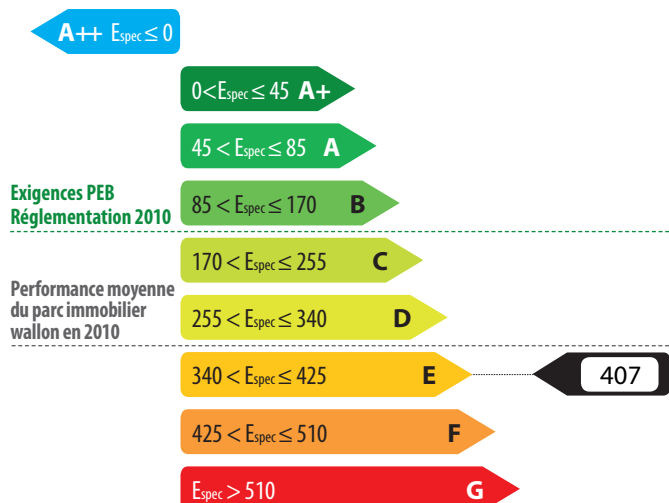 A++ Espec ≤ 0
0<Espec ≤ 45 A+
45 < Espec ≤ 85 A
Exigences PEB
Réglementation 2010
85 < Espec ≤ 170 B
170 < Espec ≤ 255 C
Performance moyenne
du parc immobilier
wallon en 2010
255 < Espec ≤ 340 D
340 < Espec ≤ 425 E
407
425 < Espec ≤ 510 F
Espec > 510 G